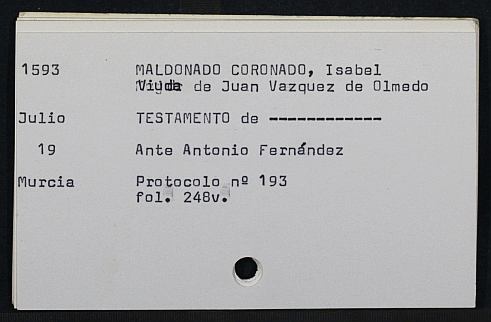 1593 MALDONADO CORONADO, Isabel
Viuda de Juan Vazquez de Olmedo
Julio TESTAMENTO de ------------
19 Ante Antonio Fernández
Murcia Protocolo nº 193
fol. 248v.